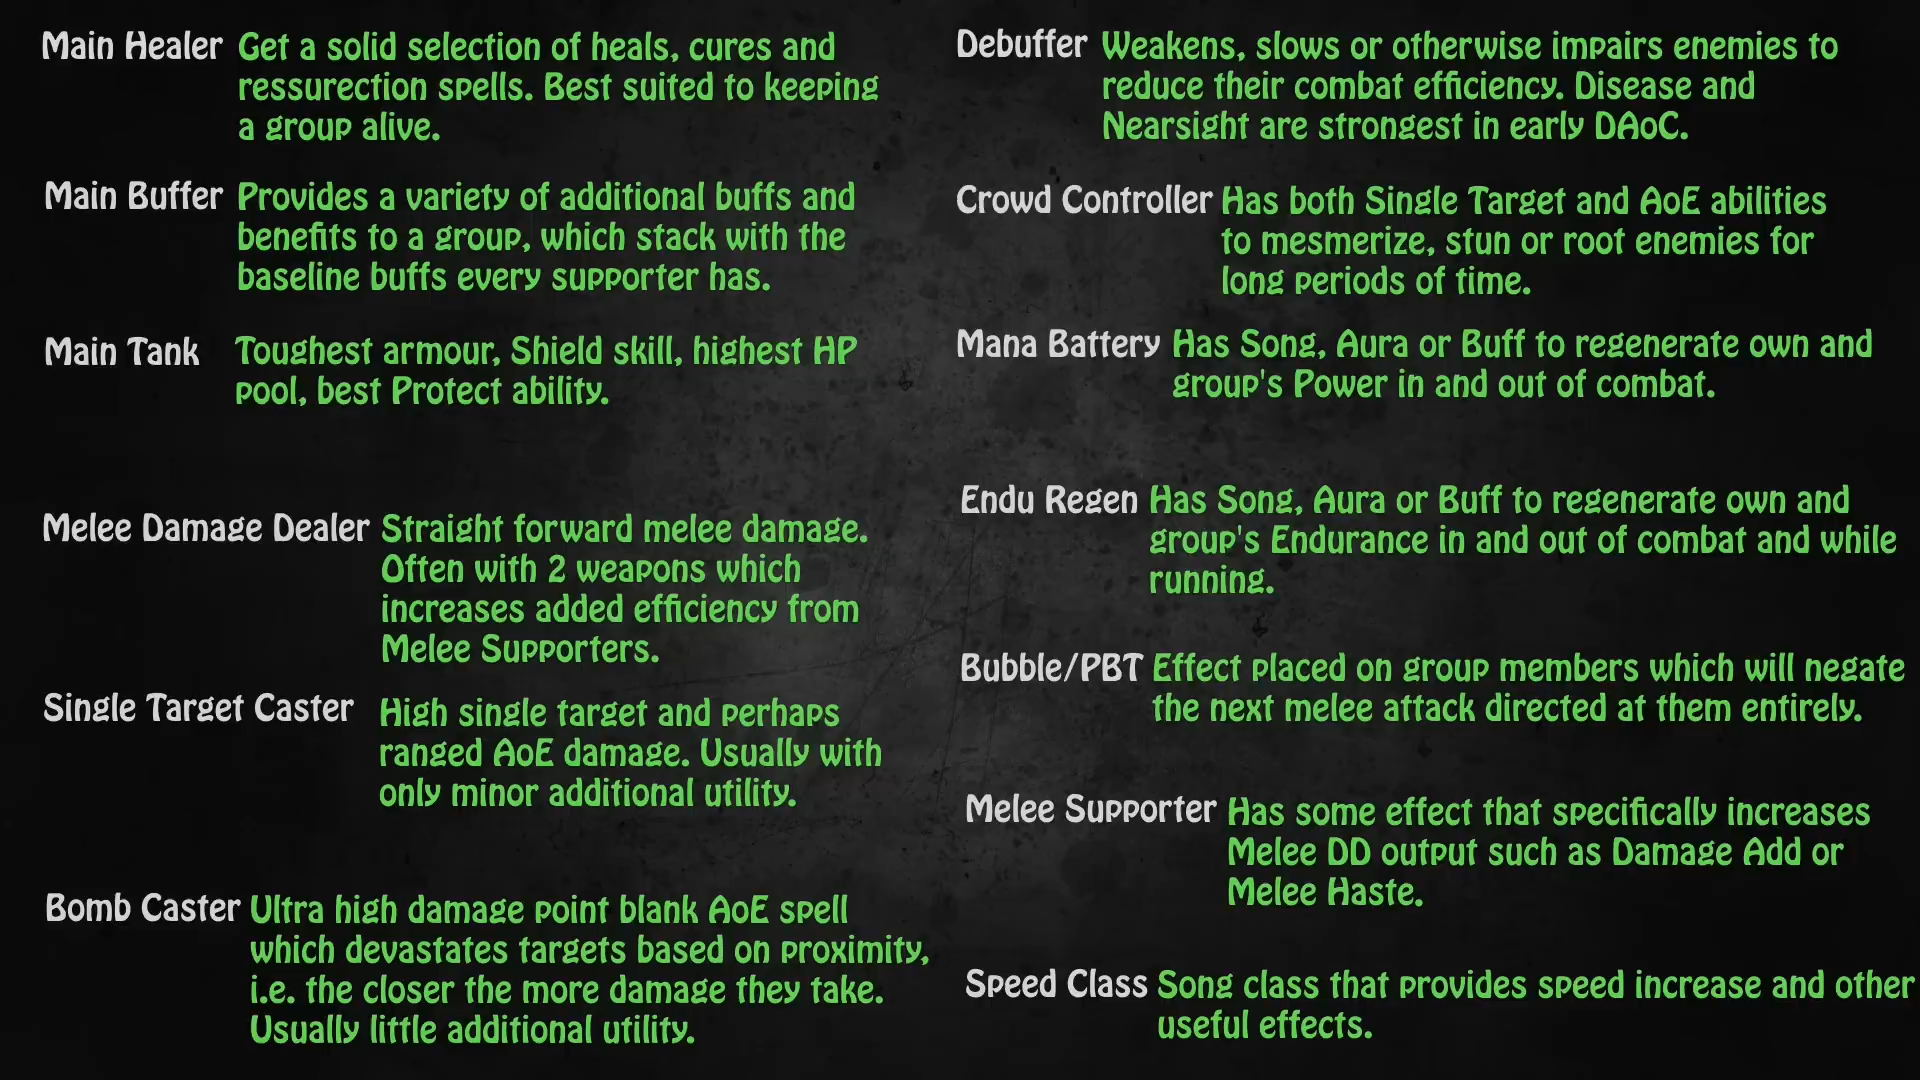 Main Healer Get a solid selection of heals, cures and
ressurection spells. Best suited to keeping
a group alive.
Main Buffer Provides a variety of additional buffs and
benefits to a group, which stack with the
baseline buffs every supporter has.
Main Tank Toughest armour, Shield skill, highest HP
pool, best Protect ability.
Melee Damage Dealer Straight forward melee damage.
Often with 2 weapons which
increases added efficiency from
Melee Supporters.
Single Target Caster High single target and perhaps
ranged AoE damage. Usually with
only minor additional utility.
Bomb Caster Ultra high damage point blank AoE spell
which devastates targets based on proximity,
i.e. the closer the more damage they take.
Usually little additional utility.
Debuffer Weakens, slows or otherwise impairs enemies to
reduce their combat efficiency. Disease and
Nearsight are strongest in early DAoC.
Crowd Controller Has both Single Target and AoE abilities
to mesmerize, stun or root enemies for
long periods of time.
Mana Battery Has Song, Aura or Buff to regenerate own and
group's Power in and out of combat.
Endu Regen Has Song, Aura or Buff to regenerate own and
group's Endurance in and out of combat and while
running.
Bubble/PBT Effect placed on group members which will negate
the next melee attack directed at them entirely.
Melee Supporter Has some effect that specifically increases
Melee DD output such as Damage Add or
Melee Haste.
Speed Class Song class that provides speed increase and other
useful effects.